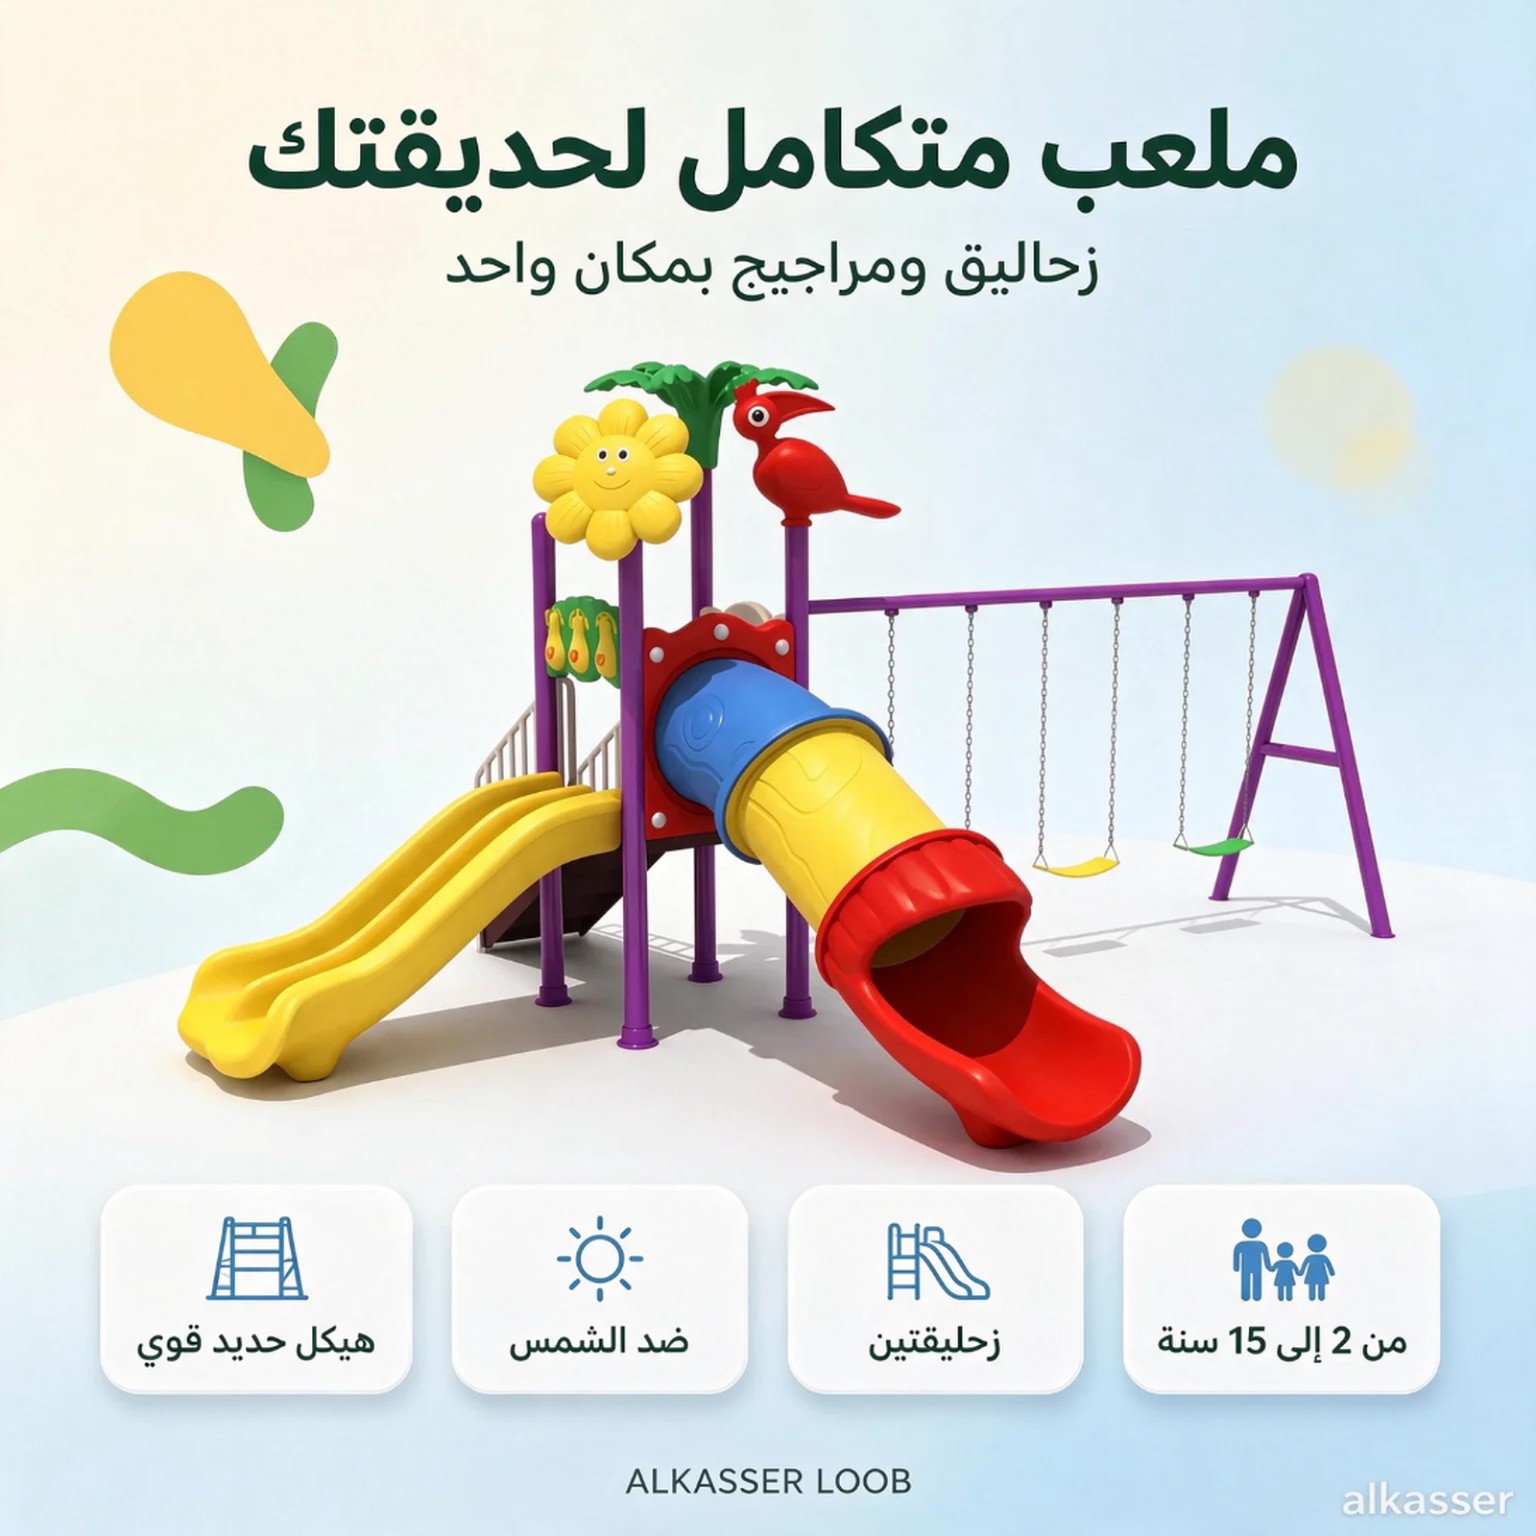 ملعب متكامل لحديقتك
زحاليق ومراجيح بمكان واحد
من 2 إلى 15 سنة
زحليقتين
ضد الشمس
هيكل حديد قوي
ALKASSER LOOB
alkasser